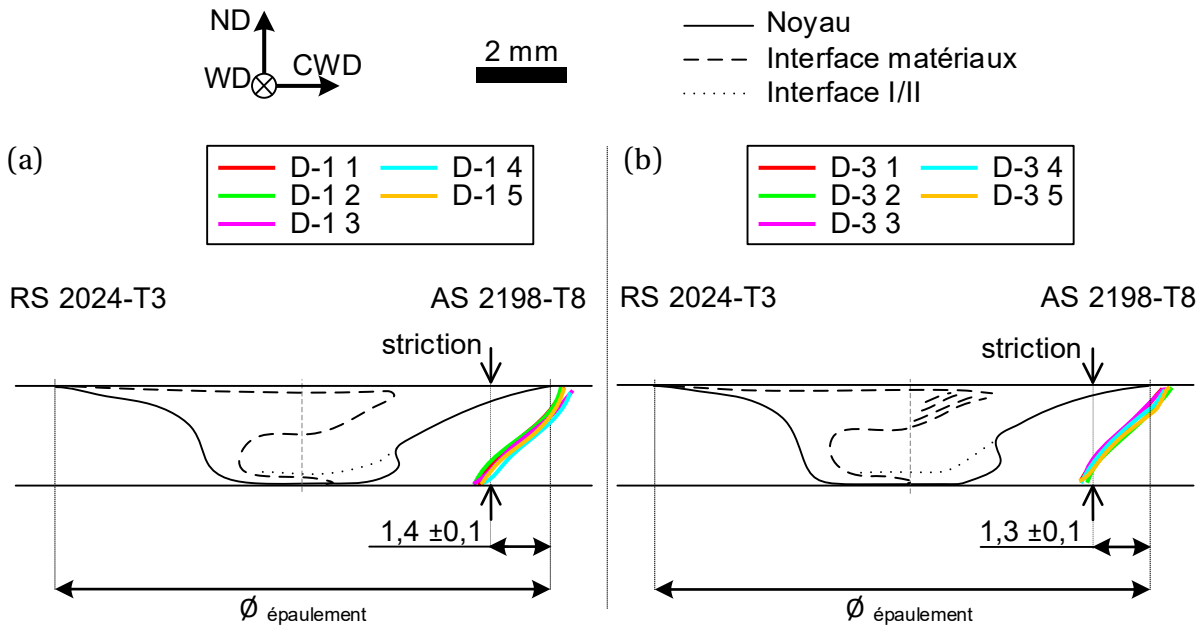 ND
WD
CWD
2 mm
Noyau
Interface matériaux
Interface I/II
(a)
D-1 1
D-1 4
D-1 2
D-1 5
D-1 3
RS 2024-T3
AS 2198-T8
striction
1,4 ±0,1
Ø épaulement
(b)
D-3 1
D-3 4
D-3 2
D-3 5
D-3 3
RS 2024-T3
AS 2198-T8
striction
1,3 ±0,1
Ø épaulement